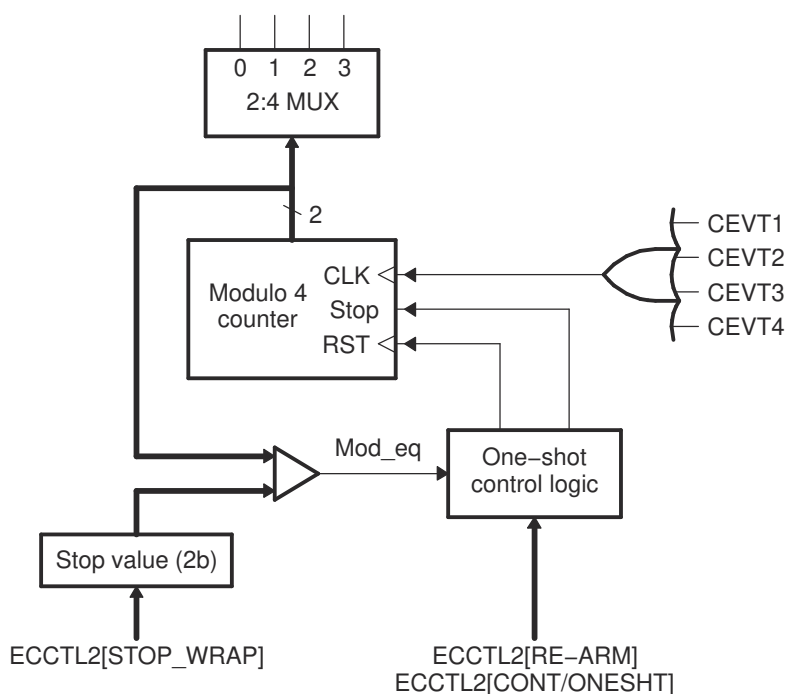 0 1 2 3
2:4 MUX
2
CEVT1
CEVT2
CEVT3
CEVT4
Modulo 4
counter
CLK
Stop
RST
Mod_eq
One−shot
control logic
Stop value (2b)
ECCTL2[STOP_WRAP]
ECCTL2[RE−ARM]
ECCTL2[CONT/ONESHT]